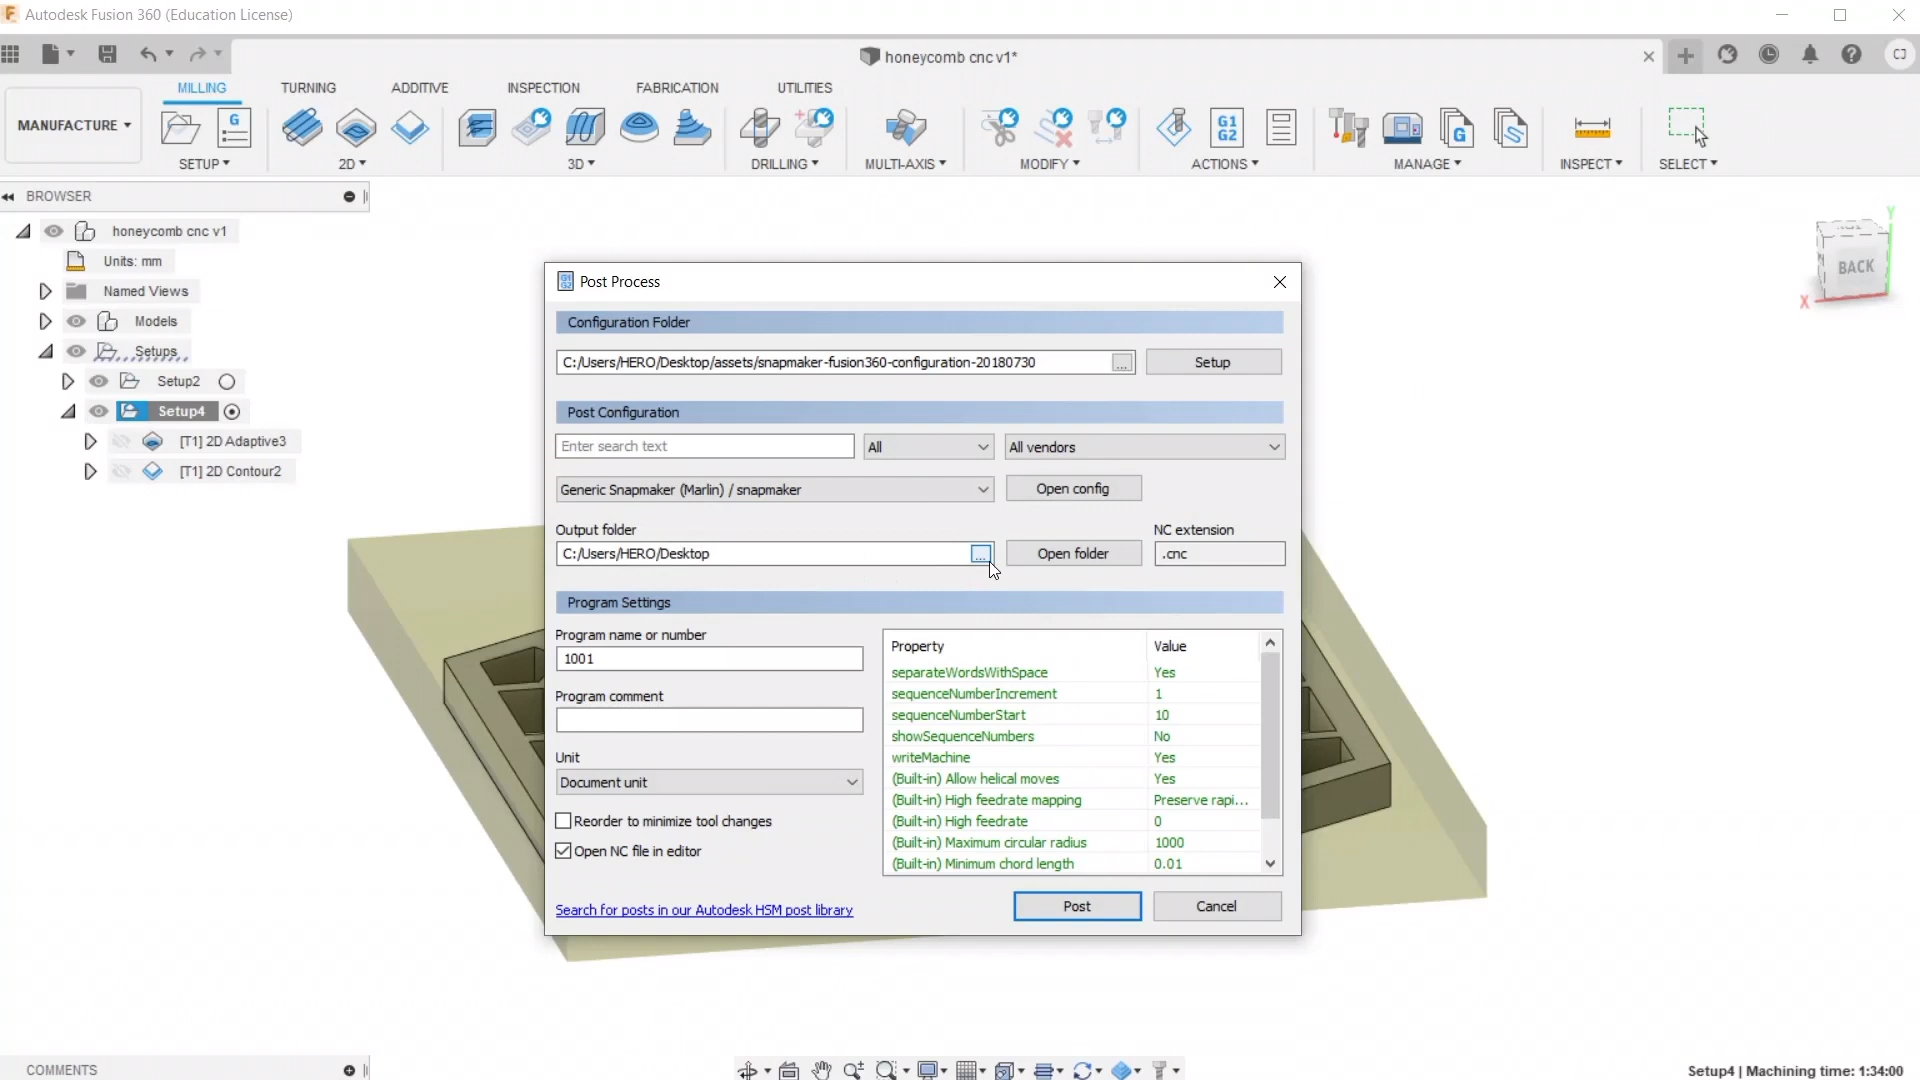 Autodesk Fusion 360 (Education License)
honeycomb cnc v1*
CJ
MILLING
TURNING
ADDITIVE
INSPECTION
FABRICATION
UTILITIES
MANUFACTURE
G
G1
G2
G
SETUP
2D
3D
DRILLING
MULTI-AXIS
MODIFY
ACTIONS
MANAGE
INSPECT
SELECT
BROWSER
honeycomb cnc v1
Units: mm
Named Views
Models
Setups
Setup2
Setup4
[T1] 2D Adaptive3
[T1] 2D Contour2
Y
BACK
X
Post Process
Configuration Folder
C:/Users/HERO/Desktop/assets/snapmaker-fusion360-configuration-20180730
...
Setup
Post Configuration
Enter search text
All
All vendors
Generic Snapmaker (Marlin) / snapmaker
Open config
Output folder
NC extension
C:/Users/HERO/Desktop
...
Open folder
.cnc
Program Settings
Program name or number
1001
Program comment
Unit
Document unit
Reorder to minimize tool changes
Open NC file in editor
Property Value
separateWordsWithSpace Yes
sequenceNumberIncrement 1
sequenceNumberStart 10
showSequenceNumbers No
writeMachine Yes
(Built-in) Allow helical moves Yes
(Built-in) High feedrate mapping Preserve rapi...
(Built-in) High feedrate 0
(Built-in) Maximum circular radius 1000
(Built-in) Minimum chord length 0.01
Search for posts in our Autodesk HSM post library
Post
Cancel
COMMENTS
Setup4 | Machining time: 1:34:00